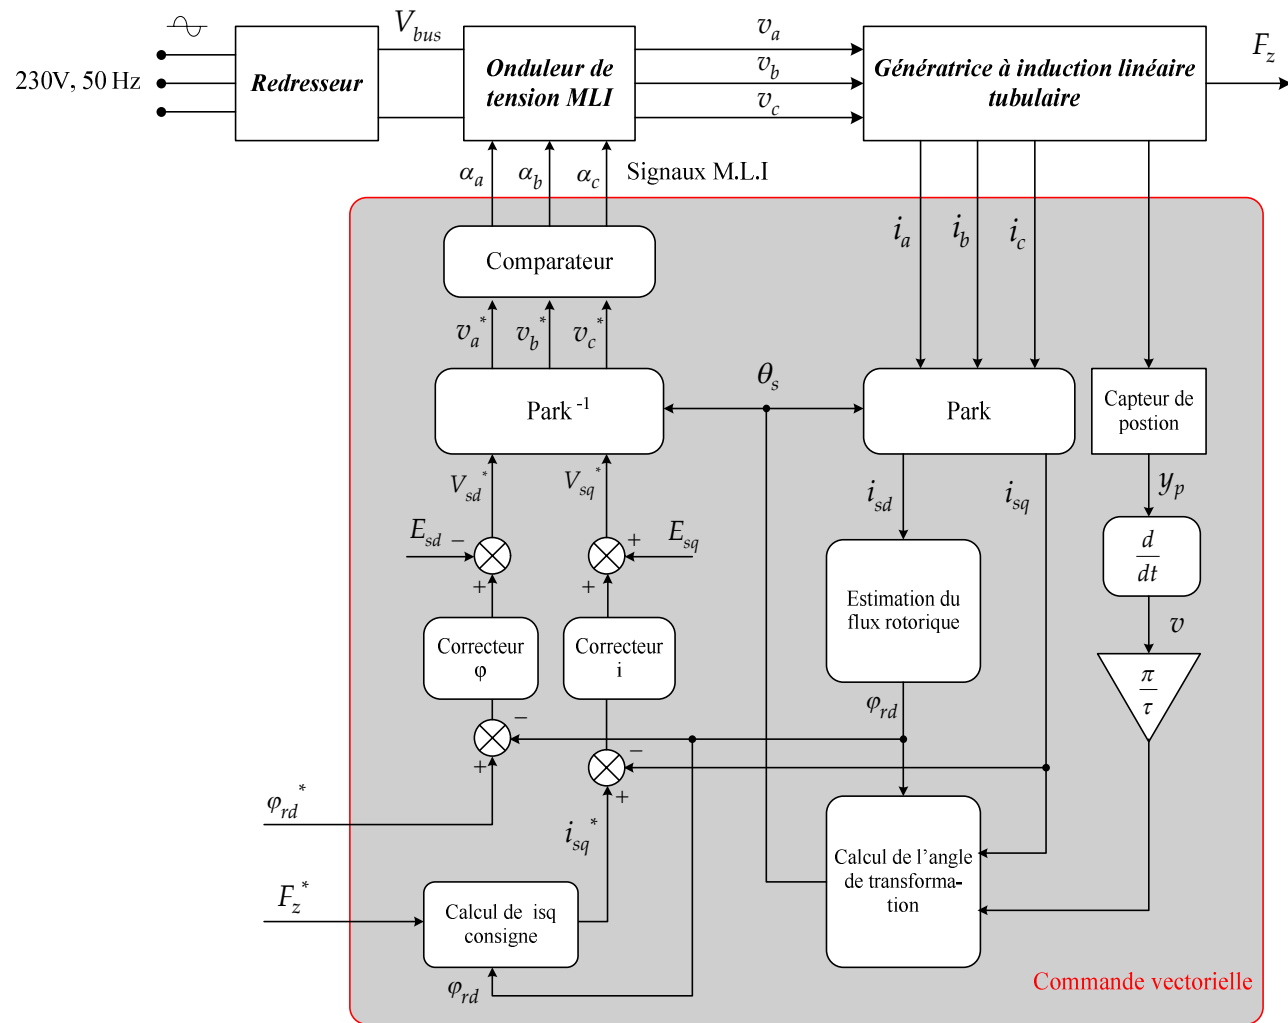 V_bus
v_a
230V, 50 Hz
Redresseur
Onduleur de
tension MLI
v_b
Génératrice à induction linéaire
tubulaire
F_z
v_c
α_a
α_b
α_c
Signaux M.L.I
i_a
i_b
i_c
Comparateur
v_a*
v_b*
v_c*
θ_s
Park⁻¹
Park
Capteur de
postion
V_sd*
V_sq*
i_sd
i_sq
y_p
E_sd
−
+
E_sq
d
dt
+
+
Estimation du
flux rotorique
v
Correcteur
φ
Correcteur
i
π
τ
φ_rd
−
+
−
+
φ_rd*
i_sq*
Calcul de l'angle
de transforma-
tion
F_z*
Calcul de isq
consigne
φ_rd
Commande vectorielle